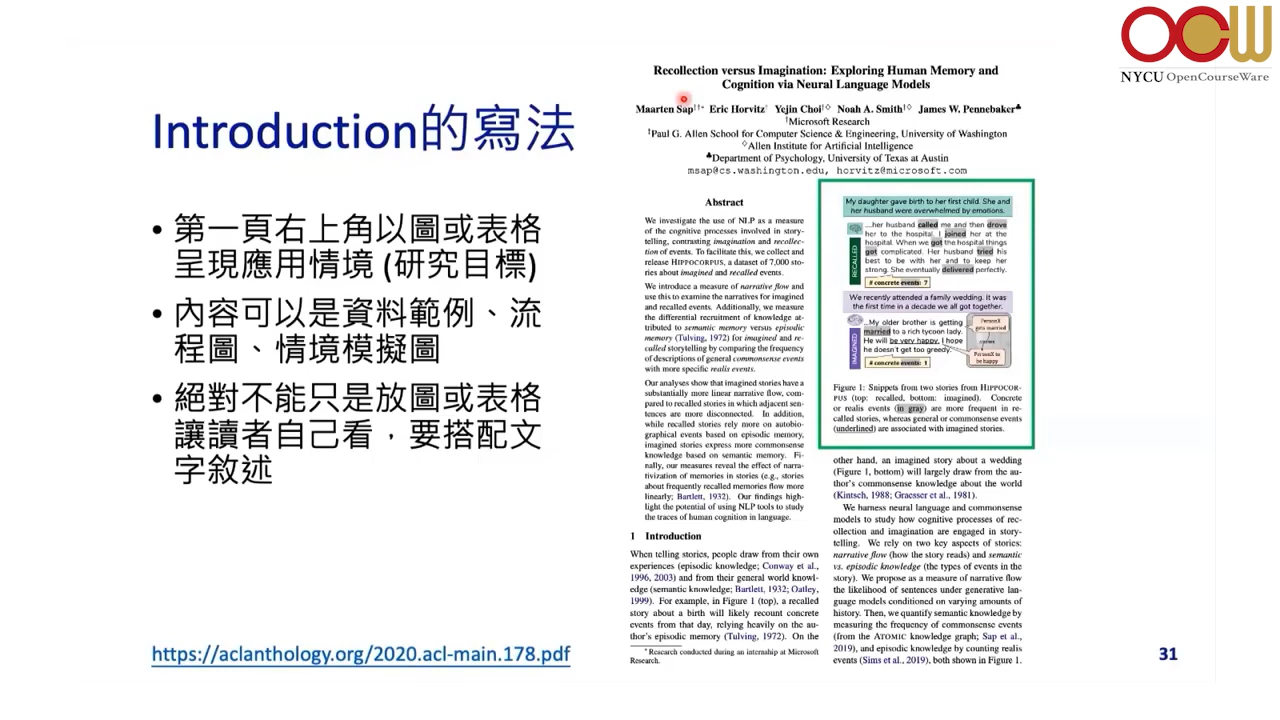 OCW
NYCU OpenCourseWare
Introduction的寫法
• 第一頁右上角以圖或表格
呈現應用情境 (研究目標)
• 內容可以是資料範例、流
程圖、情境模擬圖
• 絕對不能只是放圖或表格
讓讀者自己看，要搭配文
字敘述
https://aclanthology.org/2020.acl-main.178.pdf
Recollection versus Imagination: Exploring Human Memory and
Cognition via Neural Language Models
Maarten Sap†‡* Eric Horvitz† Yejin Choi‡◇ Noah A. Smith‡◇ James W. Pennebaker♣
†Microsoft Research
‡Paul G. Allen School for Computer Science & Engineering, University of Washington
◇Allen Institute for Artificial Intelligence
♣Department of Psychology, University of Texas at Austin
msap@cs.washington.edu, horvitz@microsoft.com
Abstract
We investigate the use of NLP as a measure
of the cognitive processes involved in story-
telling, contrasting imagination and recollec-
tion of events. To facilitate this, we collect and
release HIPPOCORPUS, a dataset of 7,000 sto-
ries about imagined and recalled events.
We introduce a measure of narrative flow and
use this to examine the narratives for imagined
and recalled events. Additionally, we measure
the differential recruitment of knowledge at-
tributed to semantic memory versus episodic
memory (Tulving, 1972) for imagined and re-
called storytelling by comparing the frequency
of descriptions of general commonsense events
with more specific realis events.
Our analyses show that imagined stories have a
substantially more linear narrative flow, com-
pared to recalled stories in which adjacent sen-
tences are more disconnected. In addition,
while recalled stories rely more on autobio-
graphical events based on episodic memory,
imagined stories express more commonsense
knowledge based on semantic memory. Fi-
nally, our measures reveal the effect of narra-
tivization of memories in stories (e.g., stories
about frequently recalled memories flow more
linearly; Bartlett, 1932). Our findings high-
light the potential of using NLP tools to study
the traces of human cognition in language.
1 Introduction
When telling stories, people draw from their own
experiences (episodic knowledge; Conway et al.,
1996, 2003) and from their general world knowl-
edge (semantic knowledge; Bartlett, 1932; Oatley,
1999). For example, in Figure 1 (top), a recalled
story about a birth will likely recount concrete
events from that day, relying heavily on the au-
thor's episodic memory (Tulving, 1972). On the
* Research conducted during an internship at Microsoft
Research.
My daughter gave birth to her first child. She and
her husband were overwhelmed by emotions.
RECALLED
...her husband called me and then drove
her to the hospital. I joined her at the
hospital. When we got the hospital things
got complicated. Her husband tried his
best to be with her and to keep her
strong. She eventually delivered perfectly.
# concrete events: 7
We recently attended a family wedding. It was
the first time in a decade we all got together.
IMAGINED
...My older brother is getting
married to a rich tycoon lady.
He will be very happy. I hope
he doesn't get too greedy.
# concrete events: 1
PersonX
gets married
causes
PersonX to
be happy
Figure 1: Snippets from two stories from HIPPOCOR-
PUS (top: recalled, bottom: imagined). Concrete
or realis events (in gray) are more frequent in re-
called stories, whereas general or commonsense events
(underlined) are associated with imagined stories.
other hand, an imagined story about a wedding
(Figure 1, bottom) will largely draw from the au-
thor's commonsense knowledge about the world
(Kintsch, 1988; Graesser et al., 1981).
We harness neural language and commonsense
models to study how cognitive processes of rec-
ollection and imagination are engaged in story-
telling. We rely on two key aspects of stories:
narrative flow (how the story reads) and semantic
vs. episodic knowledge (the types of events in the
story). We propose as a measure of narrative flow
the likelihood of sentences under generative lan-
guage models conditioned on varying amounts of
history. Then, we quantify semantic knowledge by
measuring the frequency of commonsense events
(from the ATOMIC knowledge graph; Sap et al.,
2019), and episodic knowledge by counting realis
events (Sims et al., 2019), both shown in Figure 1.
31